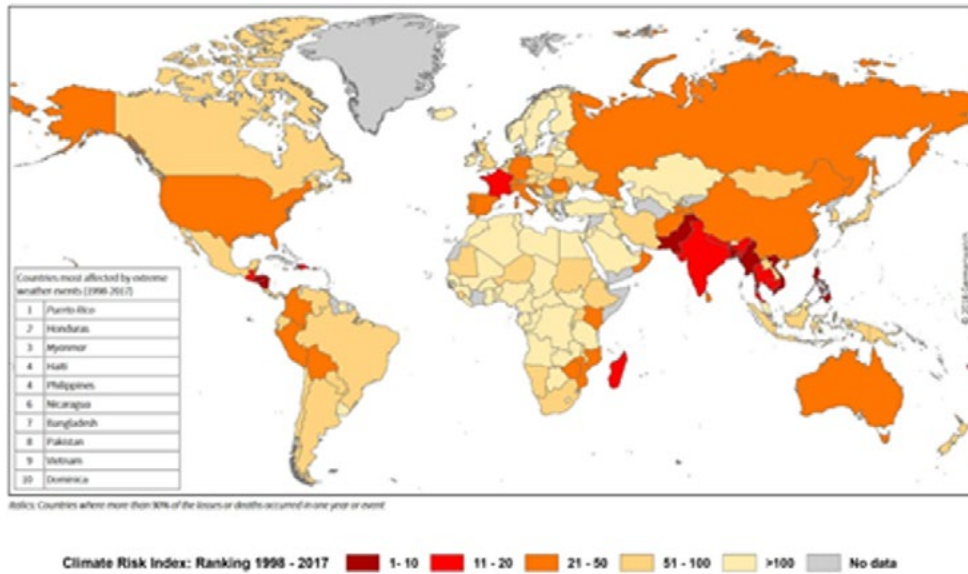 Countries most affected by extreme
weather events (1998-2017)
1 Puerto Rico
2 Honduras
3 Myanmar
4 Haiti
4 Philippines
6 Nicaragua
7 Bangladesh
8 Pakistan
9 Vietnam
10 Dominica
© 2018 Germanwatch
Italics: Countries where more than 90% of the losses or deaths occurred in one year or event
Climate Risk Index: Ranking 1998 - 2017 1- 10 11 - 20 21 - 50 51 - 100 >100 No data